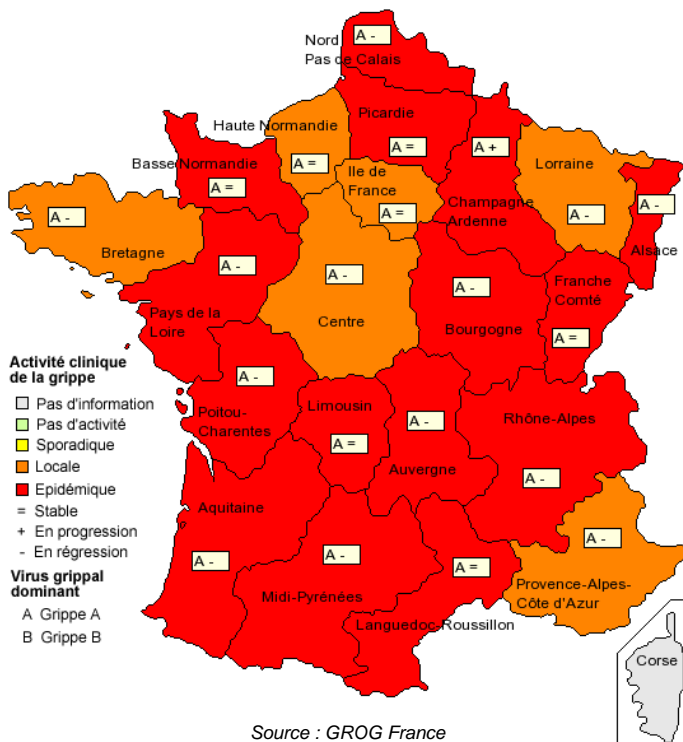 Nord
Pas de Calais
A -
Picardie
A =
Haute Normandie
A =
Basse Normandie
A =
A +
Champagne
Ardenne
Lorraine
A -
A -
Alsace
Ile de
France
A =
A -
Bretagne
A -
Pays de la
Loire
A -
Centre
A -
Bourgogne
Franche
Comté
A =
A -
Poitou-
Charentes
Limousin
A =
A -
Auvergne
Rhône-Alpes
A -
Aquitaine
A -
A -
Midi-Pyrénées
A =
Languedoc-Roussillon
A -
Provence-Alpes-
Côte d'Azur
Corse
Activité clinique
de la grippe
Pas d'information
Pas d'activité
Sporadique
Locale
Epidémique
= Stable
+ En progression
- En régression
Virus grippal
dominant
A Grippe A
B Grippe B
Source : GROG France